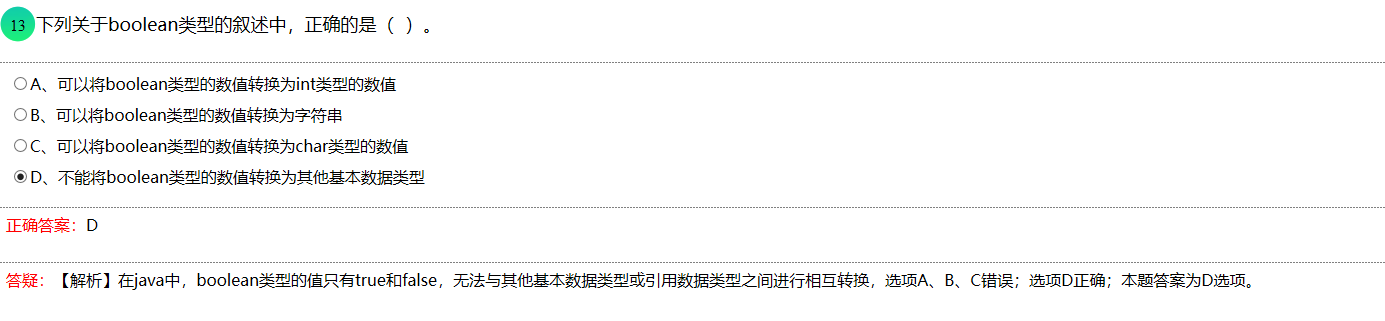 13 下列关于boolean类型的叙述中，正确的是（ ）。
A、可以将boolean类型的数值转换为int类型的数值
B、可以将boolean类型的数值转换为字符串
C、可以将boolean类型的数值转换为char类型的数值
D、不能将boolean类型的数值转换为其他基本数据类型
正确答案：D
答疑：【解析】在java中，boolean类型的值只有true和false，无法与其他基本数据类型或引用数据类型之间进行相互转换，选项A、B、C错误；选项D正确；本题答案为D选项。